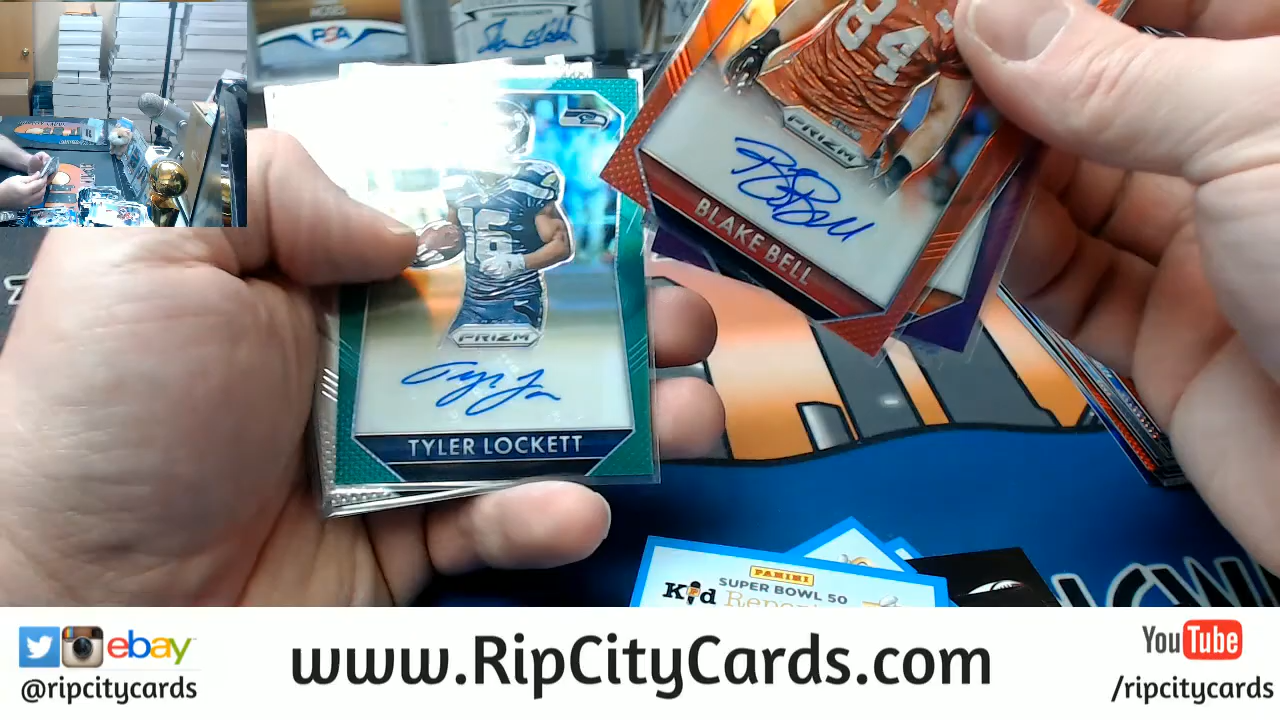 PSA
84
PRIZM
BLAKE BELL
16
PRIZM
TYLER LOCKETT
PANINI
SUPER BOWL 50
Kid
ebay
@ripcitycards
www.RipCityCards.com
YouTube
/ripcitycards